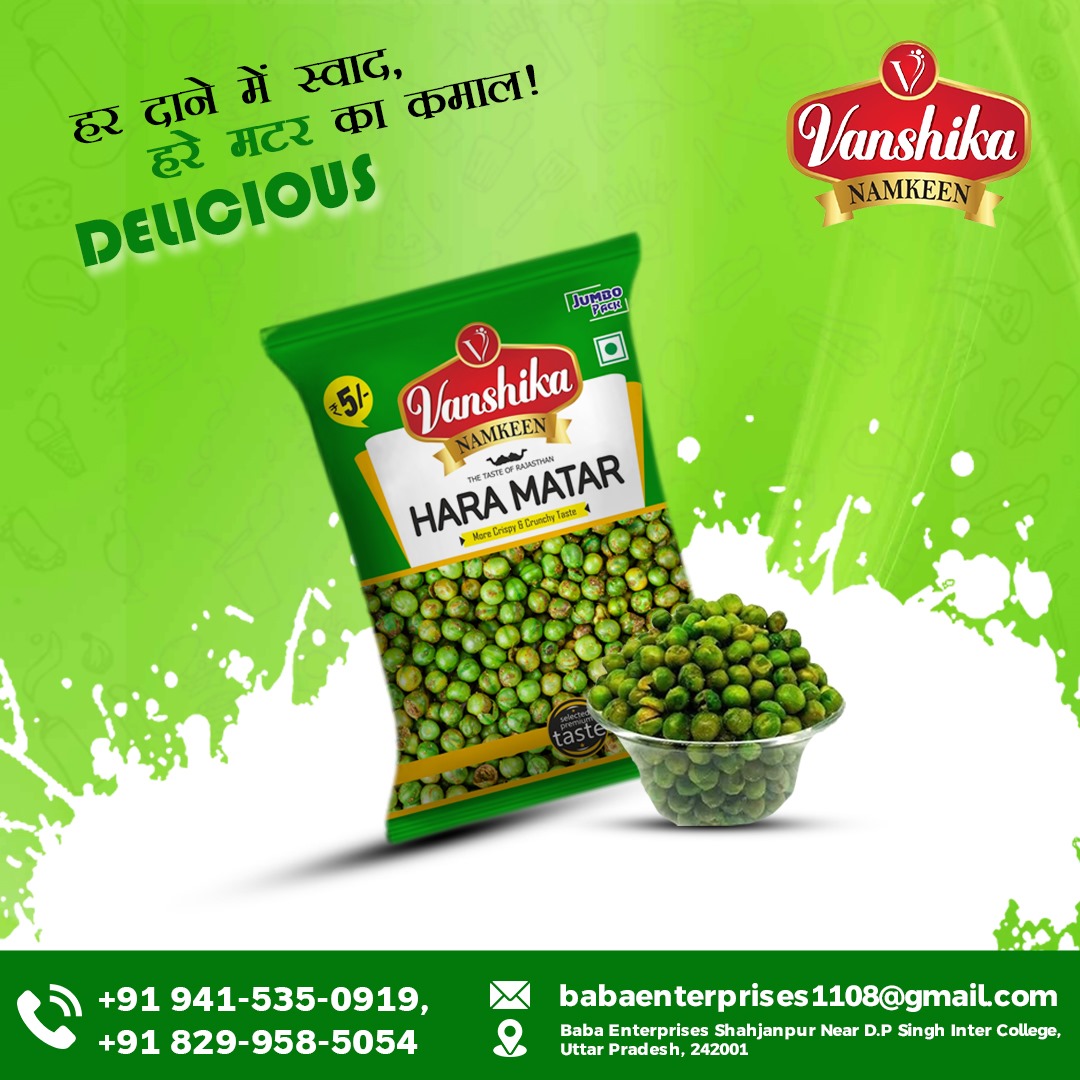 हर दाने में स्वाद,
हरे मटर का कमाल!
DELICIOUS
V
Vanshika
NAMKEEN
JUMBO
PACK
₹5/-
V
Vanshika
NAMKEEN
THE TASTE OF RAJASTHAN
HARA MATAR
More Crispy & Crunchy Taste
selected
premium
taste
+91 941-535-0919,
+91 829-958-5054
babaenterprises1108@gmail.com
Baba Enterprises Shahjanpur Near D.P Singh Inter College,
Uttar Pradesh, 242001